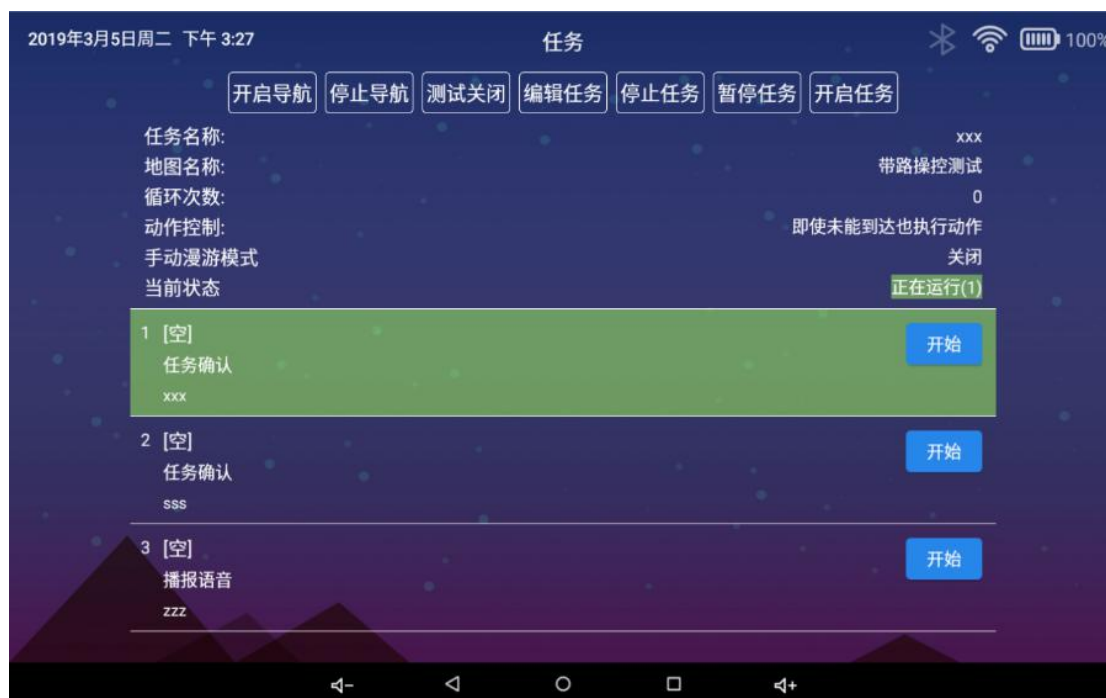 2019年3月5日周二 下午 3:27 任务 100%
开启导航 停止导航 测试关闭 编辑任务 停止任务 暂停任务 开启任务
任务名称: xxx
地图名称: 带路操控测试
循环次数: 0
动作控制: 即使未能到达也执行动作
手动漫游模式 关闭
当前状态 正在运行(1)
1 [空] 开始
任务确认
xxx
2 [空] 开始
任务确认
sss
3 [空] 开始
播报语音
zzz